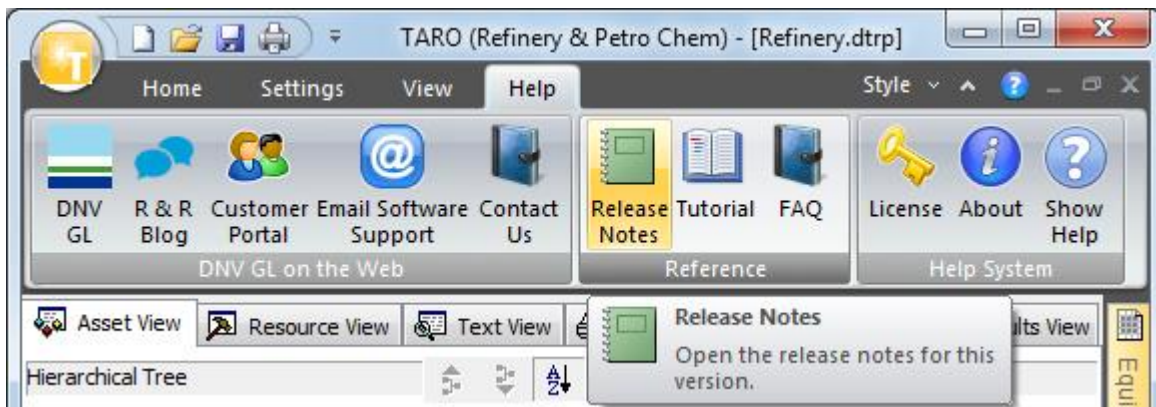 TARO (Refinery & Petro Chem) - [Refinery.dtrp]
Home Settings View Help Style
DNV GL
R & R Blog
Customer Portal
Email Software Support
Contact Us
Release Notes
Tutorial
FAQ
License
About
Show Help
DNV GL on the Web
Reference
Help System
Asset View
Resource View
Text View
View
Release Notes
Open the release notes for this
version.
Hierarchical Tree